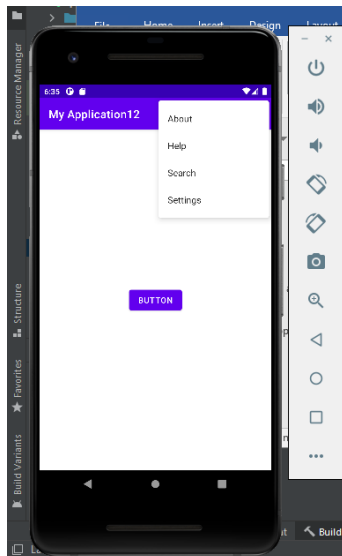 File Home Insert Design Layout
Resource Manager
6:35
My Application12
About
Help
Search
Settings
BUTTON
Structure
Favorites
Build Variants
Build